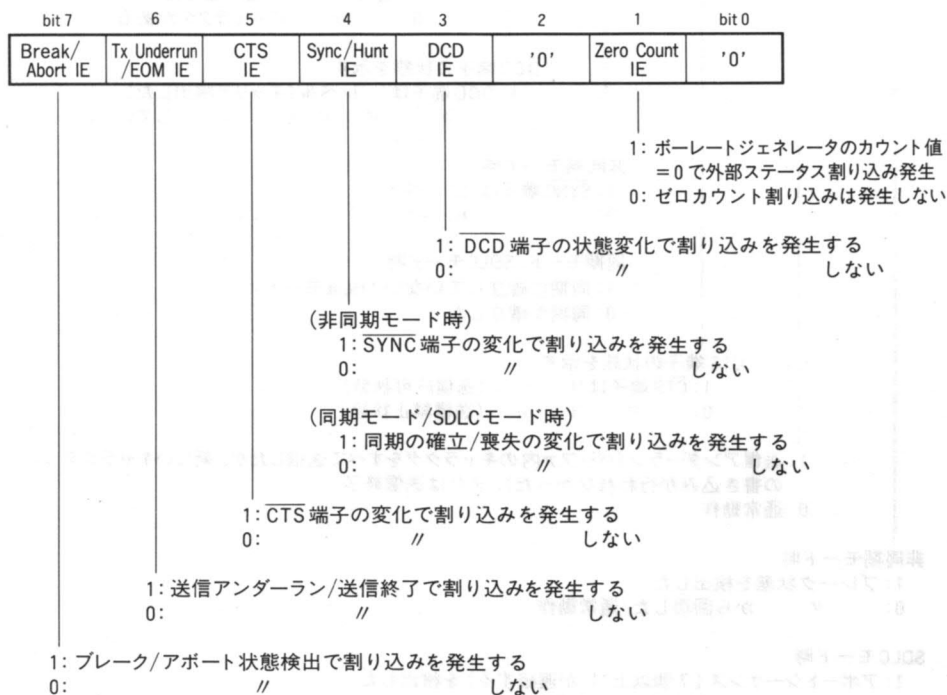 bit 7 6 5 4 3 2 1 bit 0
Break/ Abort IE
Tx Underrun /EOM IE
CTS IE
Sync/Hunt IE
DCD IE
'0'
Zero Count IE
'0'
1: ボーレートジェネレータのカウント値
=0で外部ステータス割り込み発生
0: ゼロカウント割り込みは発生しない
1: DCD端子の状態変化で割り込みを発生する
0: 〃 しない
(非同期モード時)
1: SYNC端子の変化で割り込みを発生する
0: 〃 しない
(同期モード/SDLCモード時)
1: 同期の確立/喪失の変化で割り込みを発生する
0: 〃 しない
1: CTS端子の変化で割り込みを発生する
0: 〃 しない
1: 送信アンダーラン/送信終了で割り込みを発生する
0: 〃 しない
1: ブレーク/アボート状態検出で割り込みを発生する
0: 〃 しない